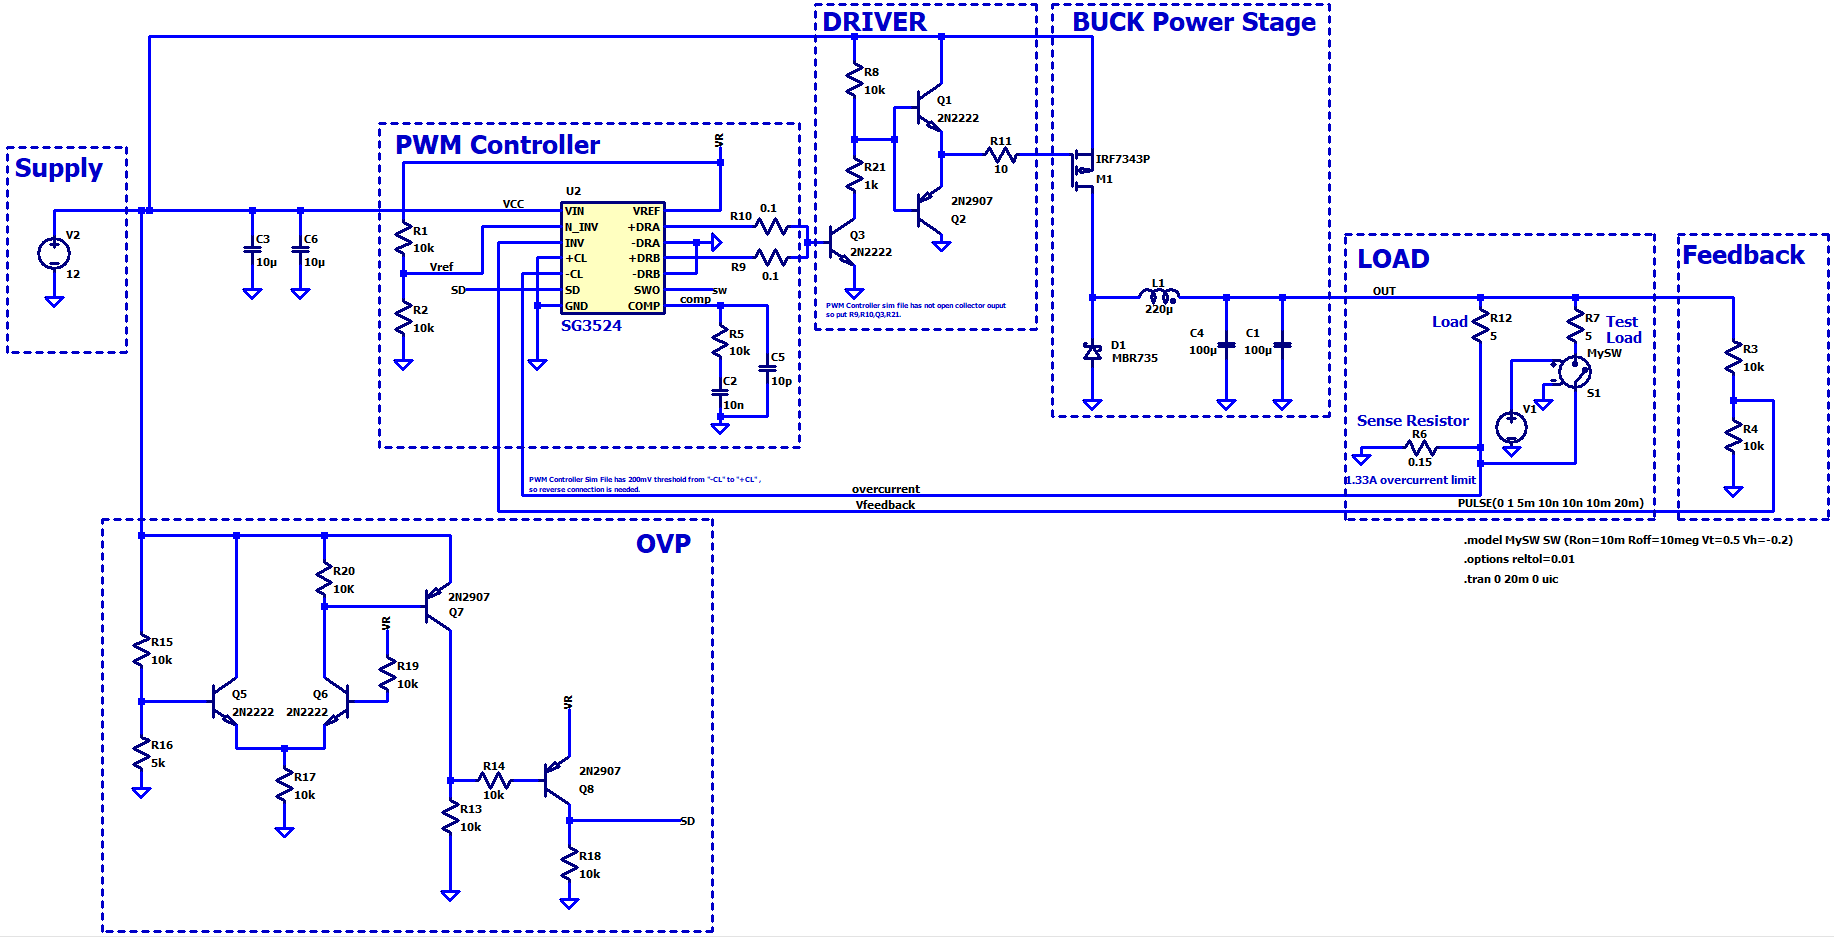 DRIVER
BUCK Power Stage
R8
10k
Q1
2N2222
R11
10
IRF7343P
M1
R21
1k
2N2907
Q2
Q3
2N2222
PWM Controller sim file has not open collector ouput
so put R9,R10,Q3,R21.
PWM Controller
VR
U2
VCC
VIN
N_INV
INV
+CL
-CL
SD
GND
VREF
+DRA
-DRA
+DRB
-DRB
SWO
COMP
SG3524
R10
0.1
R9
0.1
sw
comp
R1
10k
Vref
SD
R2
10k
R5
10k
C5
10p
C2
10n
PWM Controller Sim File has 200mV threshold from "-CL" to "+CL" ,
so reverse connection is needed.
Supply
V2
12
C3
10µ
C6
10µ
L1
220µ
D1
MBR735
C4
100µ
C1
100µ
LOAD
OUT
Load
R12
5
R7
5
Test
Load
MySW
S1
V1
Sense Resistor
R6
0.15
1.33A overcurrent limit
PULSE(0 1 5m 10n 10n 10m 20m)
overcurrent
Vfeedback
Feedback
R3
10k
R4
10k
.model MySW SW (Ron=10m Roff=10meg Vt=0.5 Vh=-0.2)
.options reltol=0.01
.tran 0 20m 0 uic
OVP
R20
10K
2N2907
Q7
VR
R15
10k
R19
10k
Q5
2N2222
Q6
2N2222
R16
5k
R17
10k
VR
R14
10k
2N2907
Q8
R13
10k
SD
R18
10k